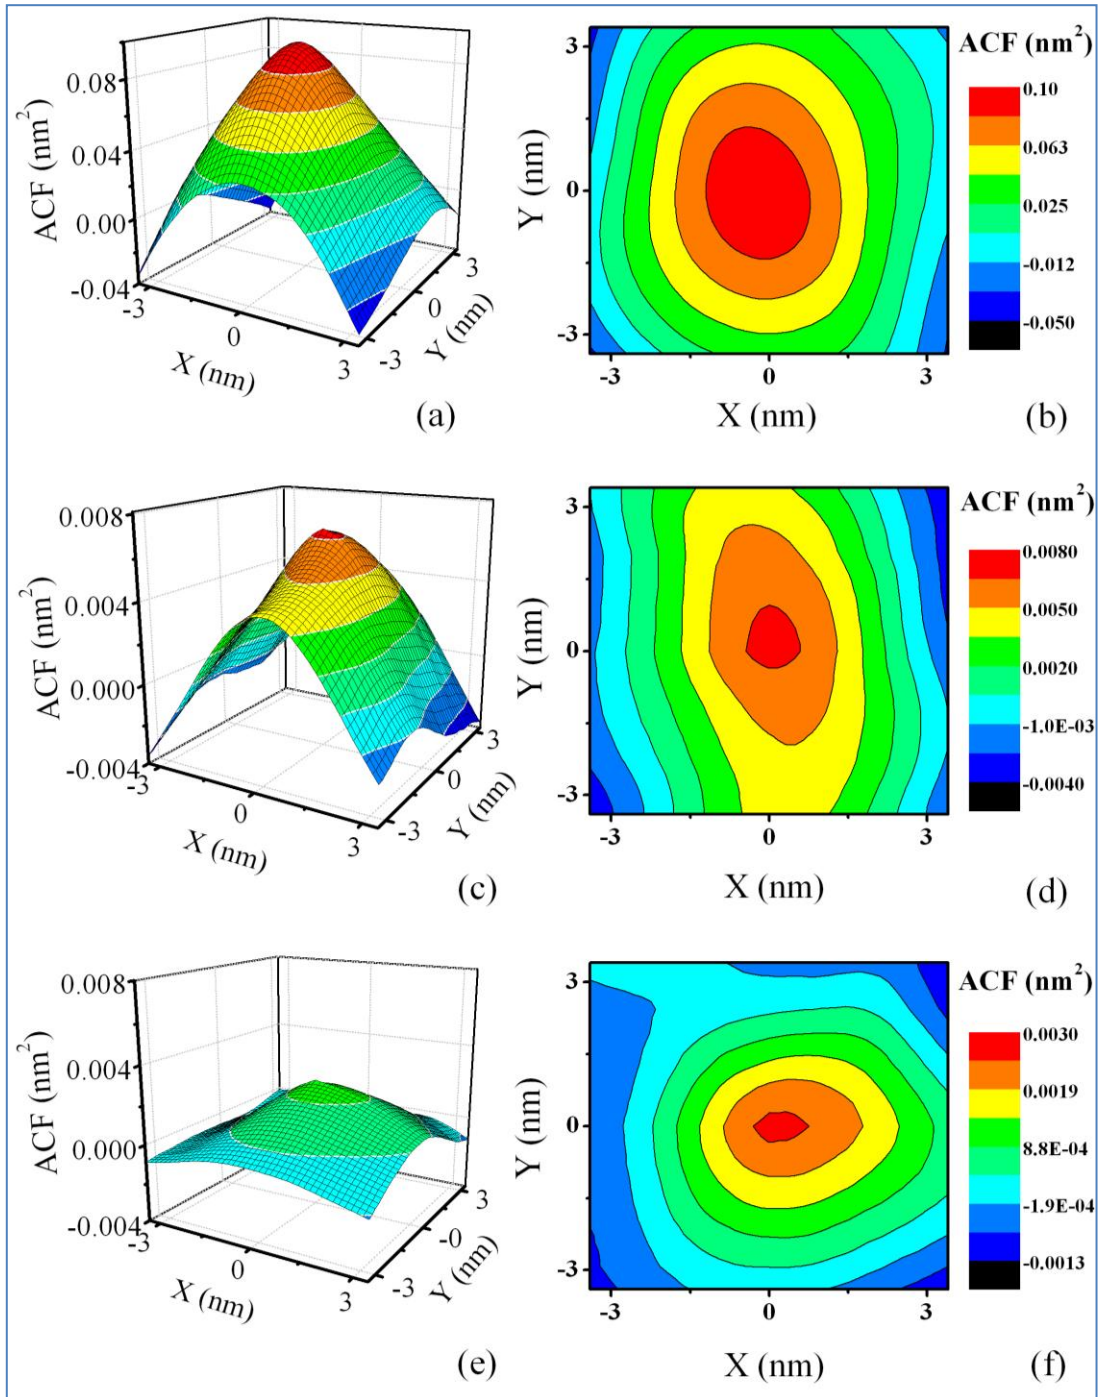 0.08
0.04
0.00
-0.04
ACF (nm²)
-3
0
3
X (nm)
-3
0
3
Y (nm)
(a)
3
0
-3
Y (nm)
-3
0
3
X (nm)
ACF (nm²)
0.10
0.063
0.025
-0.012
-0.050
(b)
0.008
0.004
0.000
-0.004
ACF (nm²)
-3
0
3
X (nm)
-3
0
3
Y (nm)
(c)
3
0
-3
Y (nm)
-3
0
3
X (nm)
ACF (nm²)
0.0080
0.0050
0.0020
-1.0E-03
-0.0040
(d)
0.008
0.004
0.000
-0.004
ACF (nm²)
-3
0
3
X (nm)
-3
-0
3
Y (nm)
(e)
3
0
-3
Y (nm)
-3
0
3
X (nm)
ACF (nm²)
0.0030
0.0019
8.8E-04
-1.9E-04
-0.0013
(f)